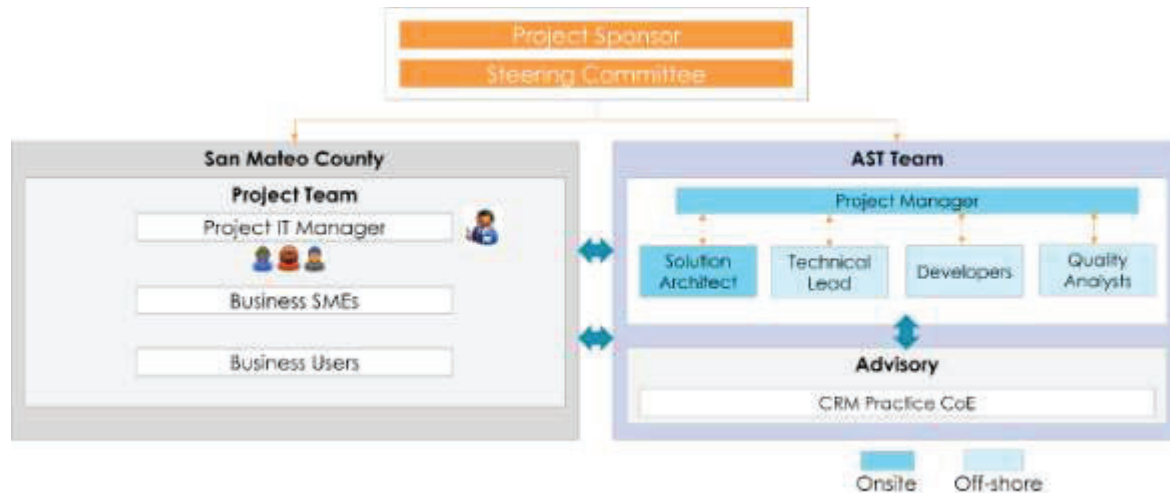 Project Sponsor
Steering Committee
San Mateo County
Project Team
Project IT Manager
Business SMEs
Business Users
AST Team
Project Manager
Solution
Architect
Technical
Lead
Developers
Quality
Analysts
Advisory
CRM Practice CoE
Onsite
Off-shore